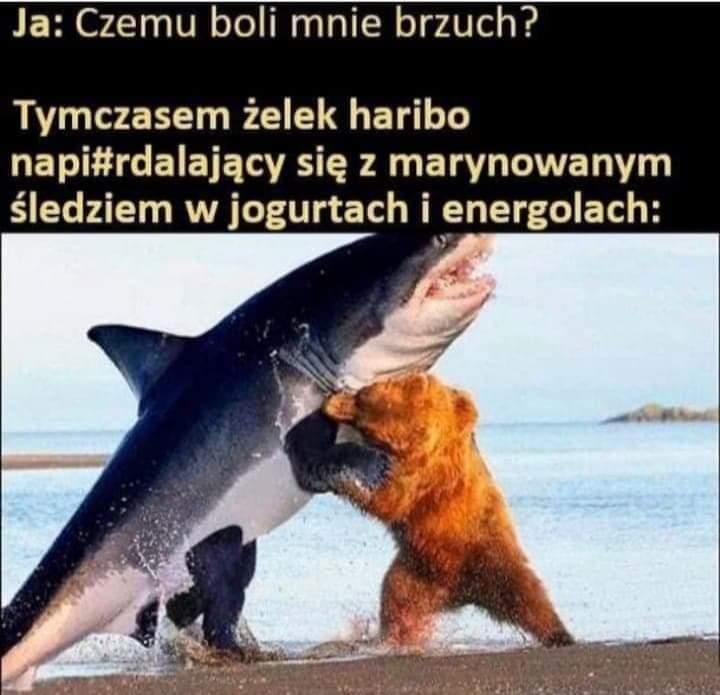 Ja: Czemu boli mnie brzuch?
Tymczasem żelek haribo
napi#rdalający się z marynowanym
śledziem w jogurtach i energolach: